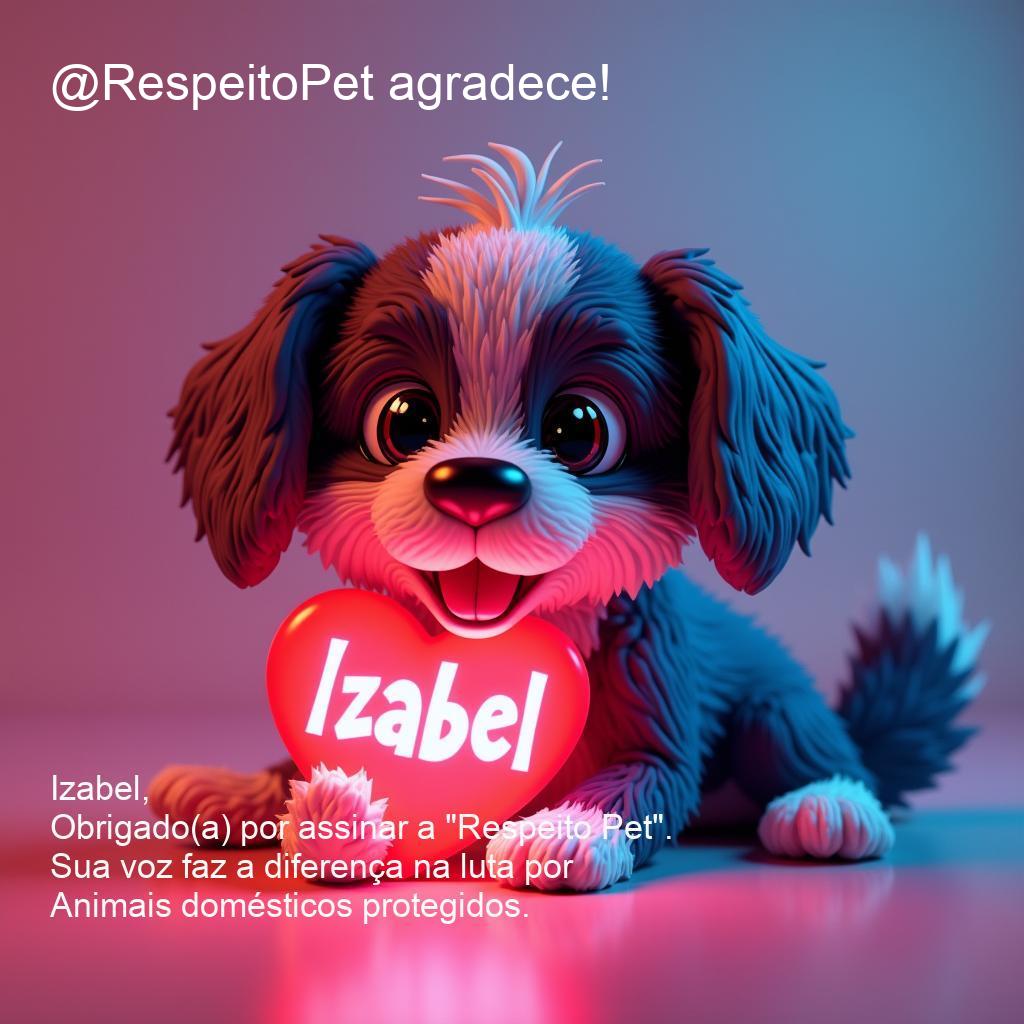 @RespeitoPet agradece!
Izabel
Izabel,
Obrigado(a) por assinar a "Respeito Pet".
Sua voz faz a diferença na luta por
Animais domésticos protegidos.